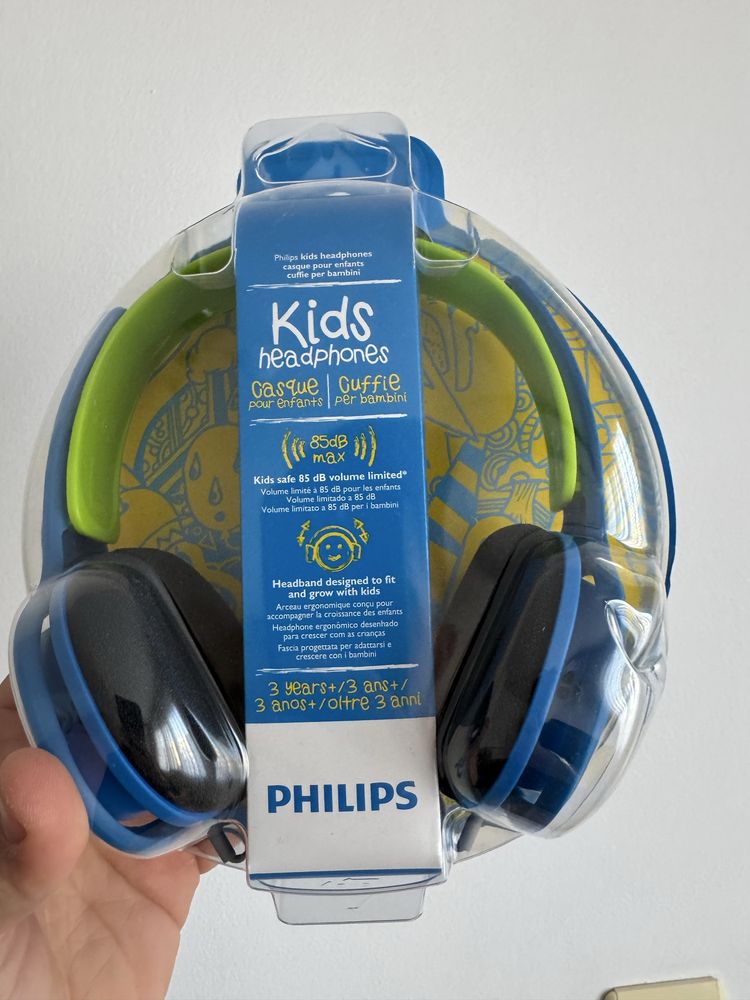 Philips kids headphones
casque pour enfants
cuffie per bambini
Kids
headphones
casque | cuffie
pour enfants | per bambini
85dB
max
Kids safe 85 dB volume limited*
Volume limité à 85 dB pour les enfants
Volume limitado a 85 dB
Volume limitato a 85 dB per i bambini
Headband designed to fit
and grow with kids
Arceau ergonomique conçu pour
accompagner la croissance des enfants
Headphone ergonómico desenhado
para crescer com as crianças
Fascia progettata per adattarsi e
crescere con i bambini
3 years+/3 ans+/
3 anos+/oltre 3 anni
PHILIPS